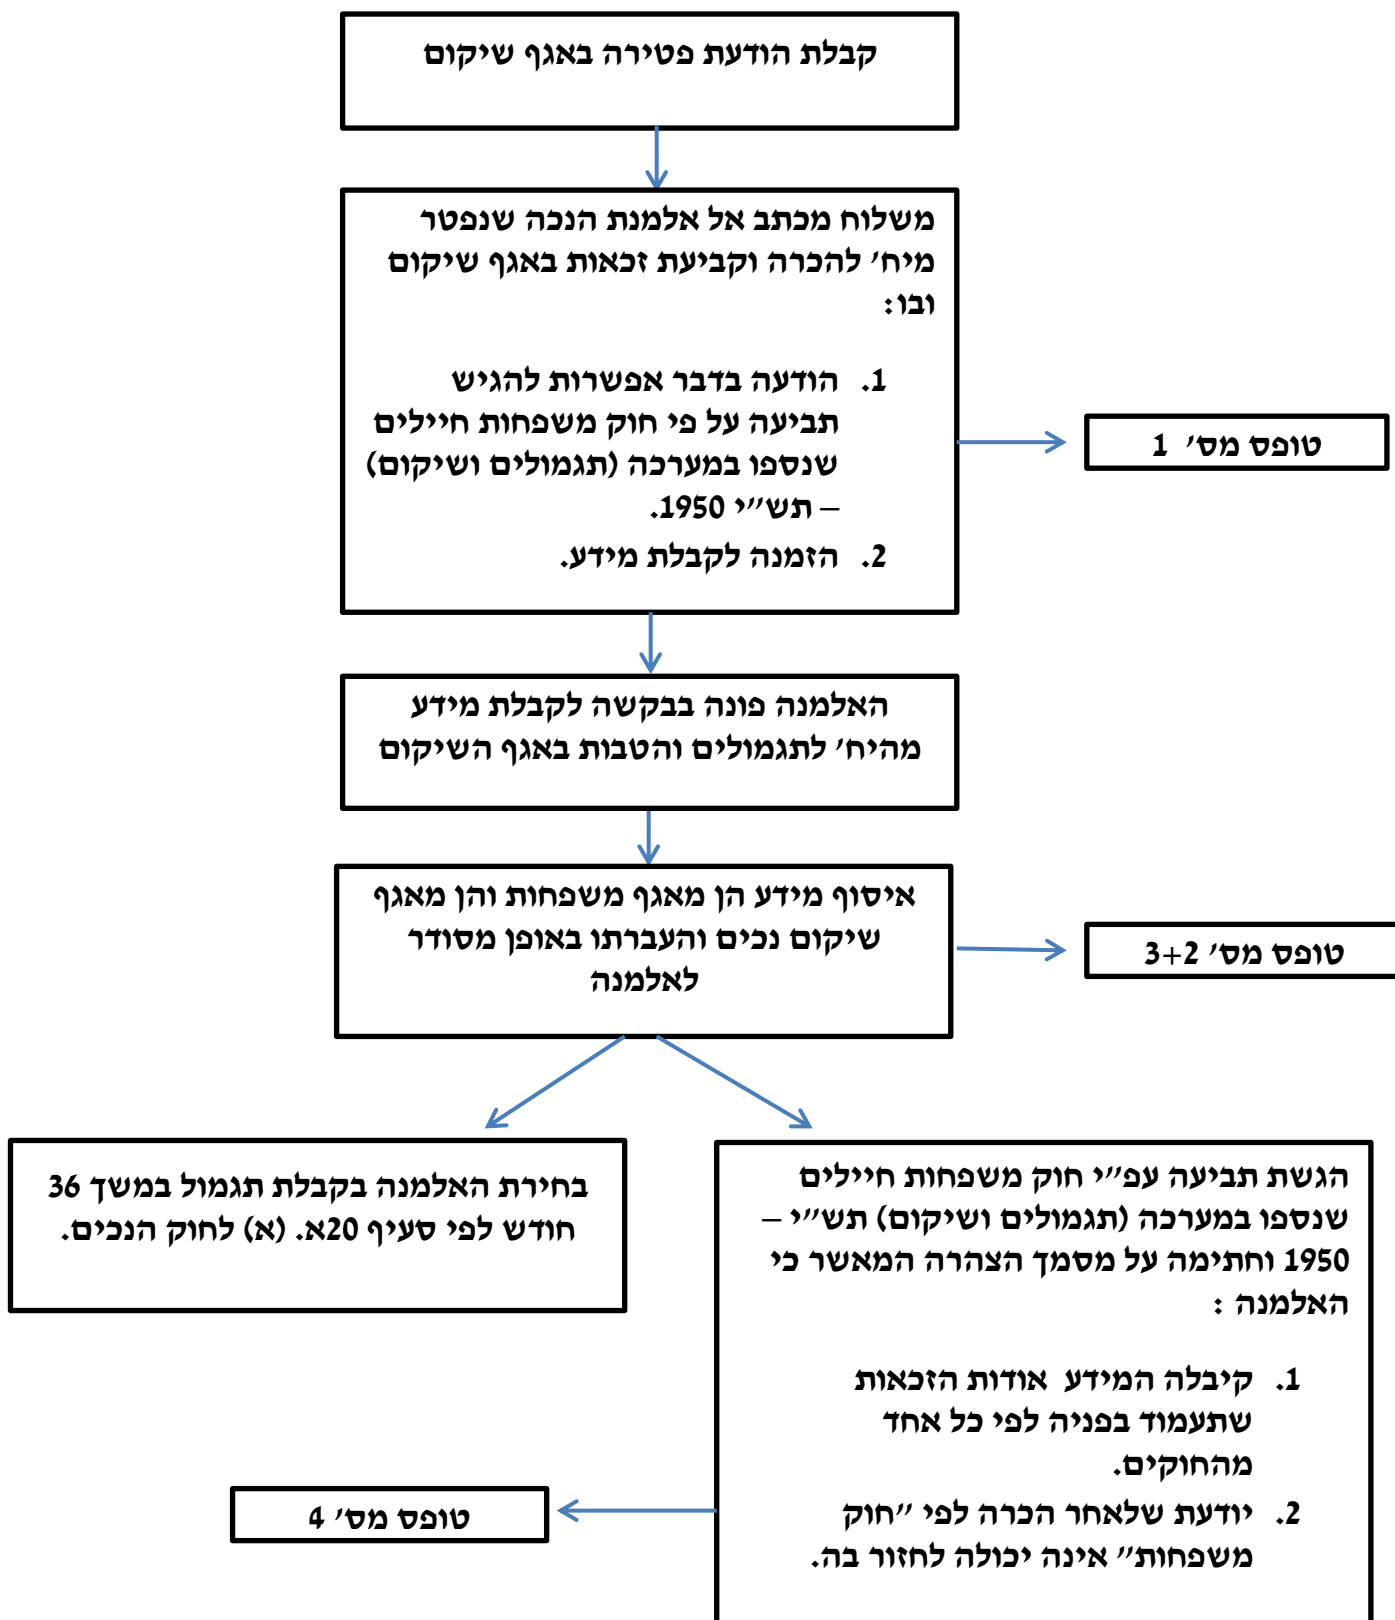 קבלת הודעת פטירה באגף שיקום
משלוח מכתב אל אלמנת הנכה שנפטר
מיח' להכרה וקביעת זכאות באגף שיקום
ובו:
1. הודעה בדבר אפשרות להגיש
תביעה על פי חוק משפחות חיילים
שנספו במערכה (תגמולים ושיקום)
– תש"י 1950.
2. הזמנה לקבלת מידע.
טופס מס' 1
האלמנה פונה בבקשה לקבלת מידע
מהיח' לתגמולים והטבות באגף השיקום
איסוף מידע הן מאגף משפחות והן מאגף
שיקום נכים והעברתו באופן מסודר
לאלמנה
טופס מס' 3+2
הגשת תביעה עפ"י חוק משפחות חיילים
שנספו במערכה (תגמולים ושיקום) תש"י –
1950 וחתימה על מסמך הצהרה המאשר כי
האלמנה :
1. קיבלה המידע אודות הזכאות
שתעמוד בפניה לפי כל אחד
מהחוקים.
2. יודעת שלאחר הכרה לפי "חוק
משפחות" אינה יכולה לחזור בה.
בחירת האלמנה בקבלת תגמול במשך 36
חודש לפי סעיף 20א. (א) לחוק הנכים.
טופס מס' 4